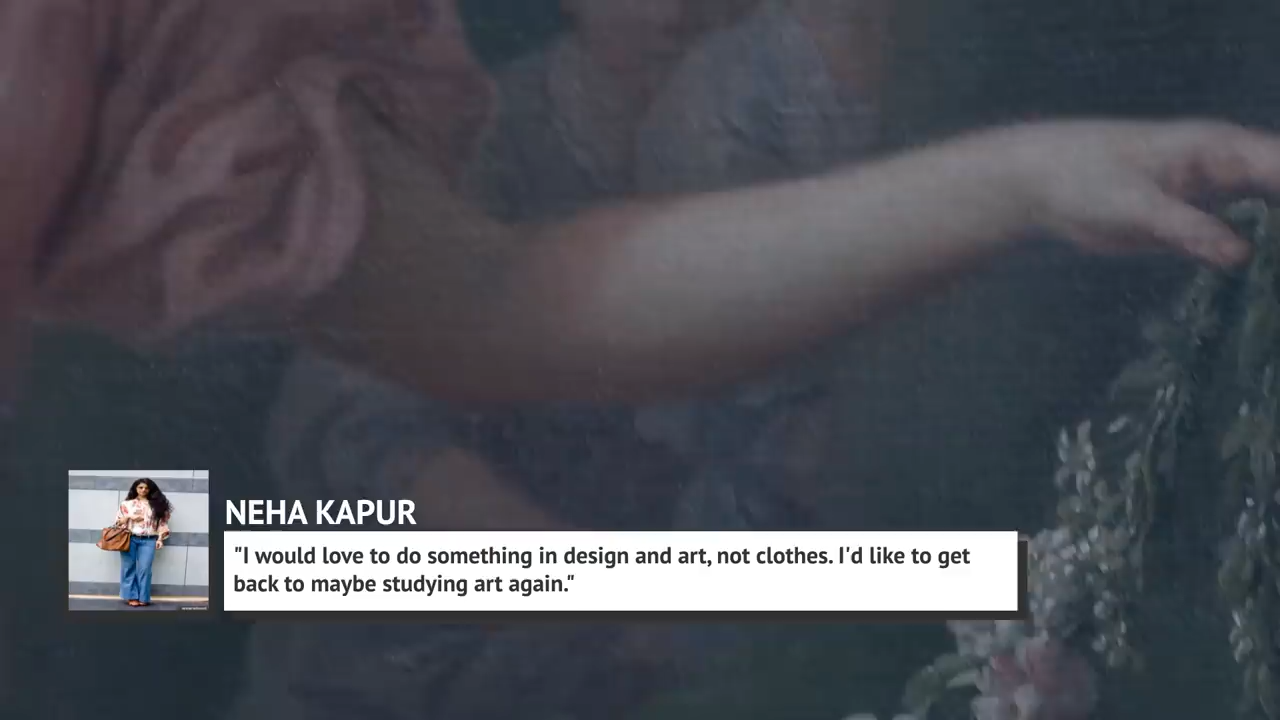 NEHA KAPUR
"I would love to do something in design and art, not clothes. I'd like to get
back to maybe studying art again."